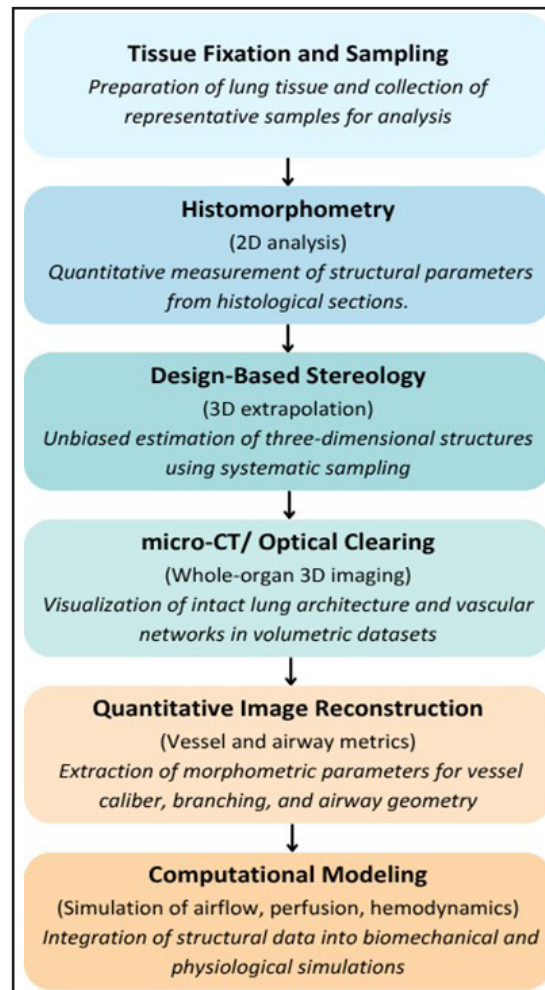 Tissue Fixation and Sampling
Preparation of lung tissue and collection of
representative samples for analysis
Histomorphometry
(2D analysis)
Quantitative measurement of structural parameters
from histological sections.
Design-Based Stereology
(3D extrapolation)
Unbiased estimation of three-dimensional structures
using systematic sampling
micro-CT/ Optical Clearing
(Whole-organ 3D imaging)
Visualization of intact lung architecture and vascular
networks in volumetric datasets
Quantitative Image Reconstruction
(Vessel and airway metrics)
Extraction of morphometric parameters for vessel
caliber, branching, and airway geometry
Computational Modeling
(Simulation of airflow, perfusion, hemodynamics)
Integration of structural data into biomechanical and
physiological simulations